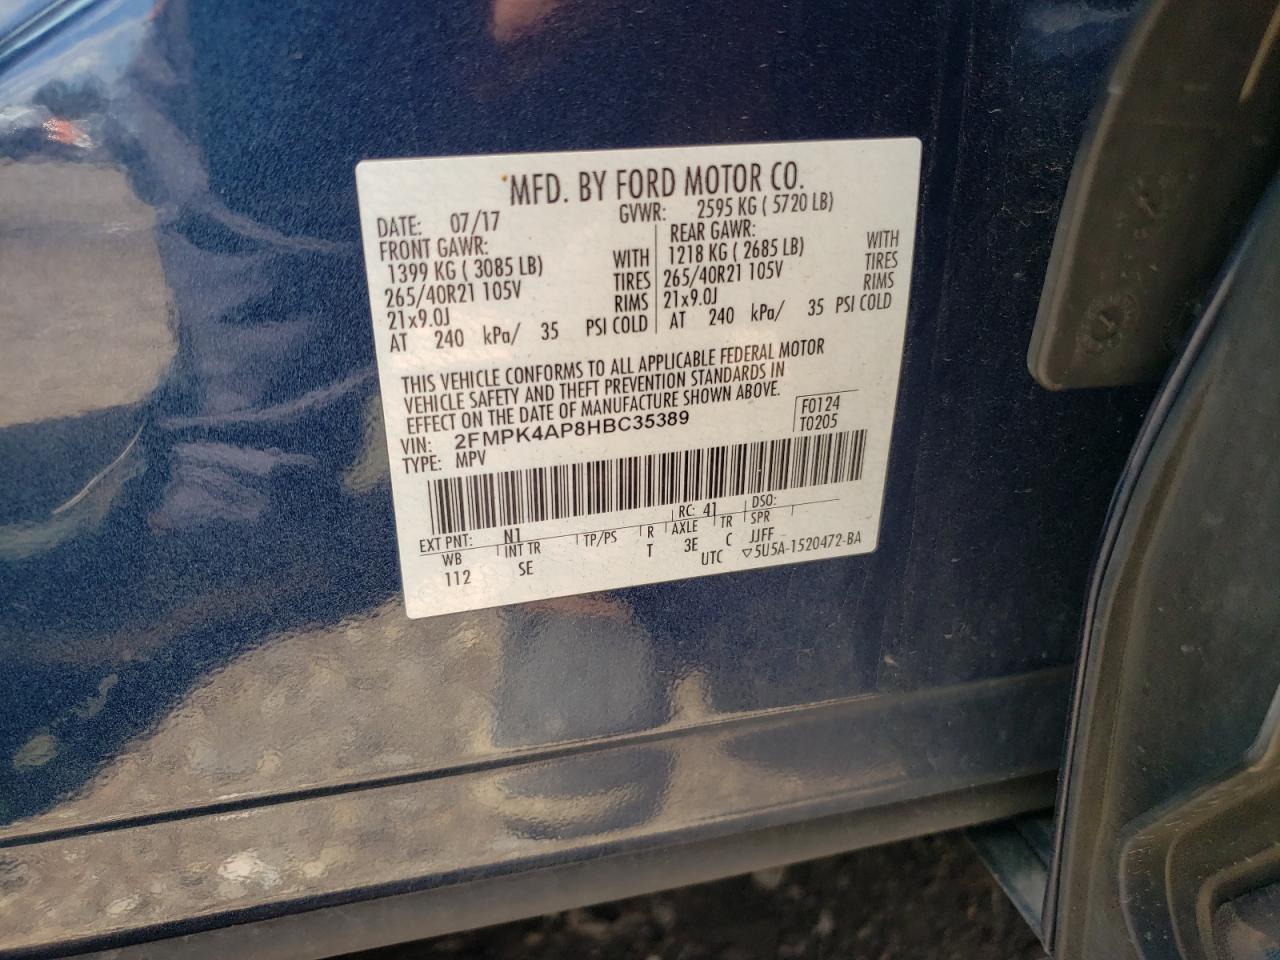 MFD. BY FORD MOTOR CO.
DATE: 07/17 GVWR: 2595 KG ( 5720 LB)
FRONT GAWR: REAR GAWR:
1399 KG ( 3085 LB) WITH 1218 KG ( 2685 LB) WITH
265/40R21 105V TIRES 265/40R21 105V TIRES
21x9.0J RIMS 21x9.0J RIMS
AT 240 kPa/ 35 PSI COLD AT 240 kPa/ 35 PSI COLD
THIS VEHICLE CONFORMS TO ALL APPLICABLE FEDERAL MOTOR
VEHICLE SAFETY AND THEFT PREVENTION STANDARDS IN
EFFECT ON THE DATE OF MANUFACTURE SHOWN ABOVE.
VIN: 2FMPK4AP8HBC35389 F0124
TYPE: MPV T0205
EXT PNT: N1 RC: 41 DSO:
WB INT TR TP/PS R AXLE TR SPR
112 SE T 3E C JJFF
UTC ▽5U5A-1520472-BA